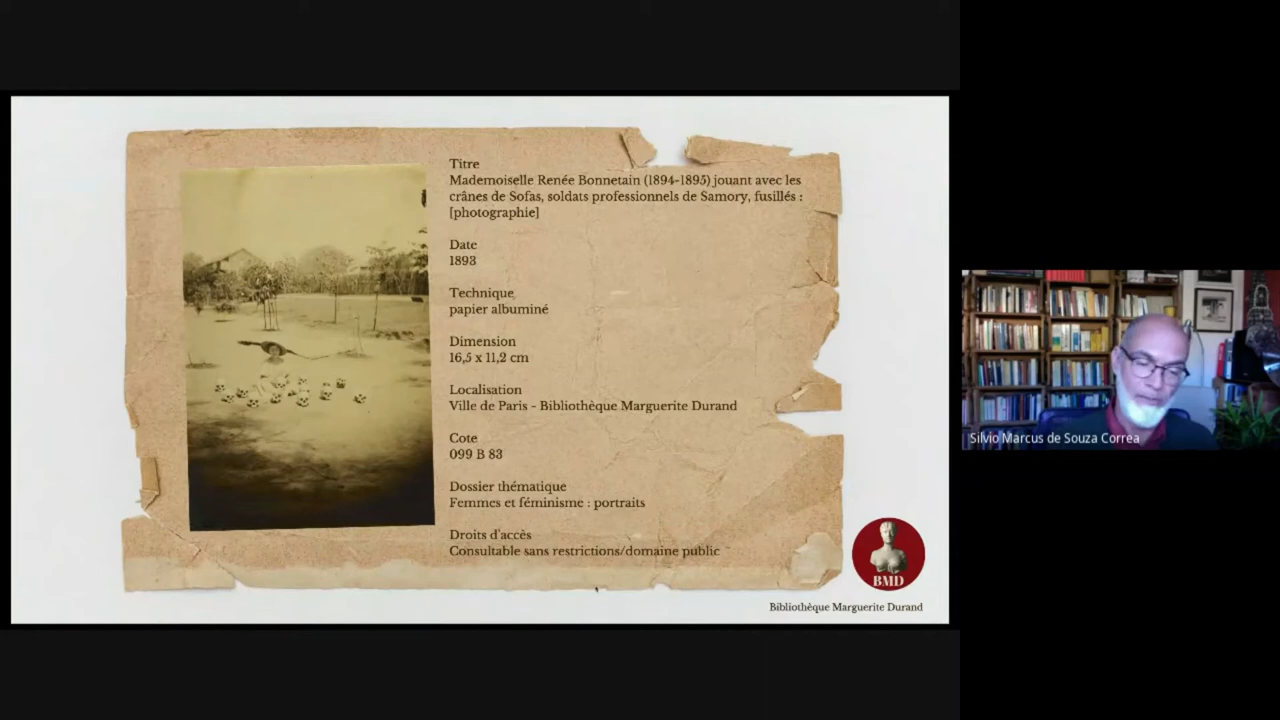 Titre
Mademoiselle Renée Bonnetain (1894-1895) jouant avec les
crânes de Sofas, soldats professionnels de Samory, fusillés :
[photographie]
Date
1893
Technique
papier albuminé
Dimension
16,5 x 11,2 cm
Localisation
Ville de Paris - Bibliothèque Marguerite Durand
Cote
099 B 83
Dossier thématique
Femmes et féminisme : portraits
Droits d'accès
Consultable sans restrictions/domaine public
BMD
Bibliothèque Marguerite Durand
Silvio Marcus de Souza Correa